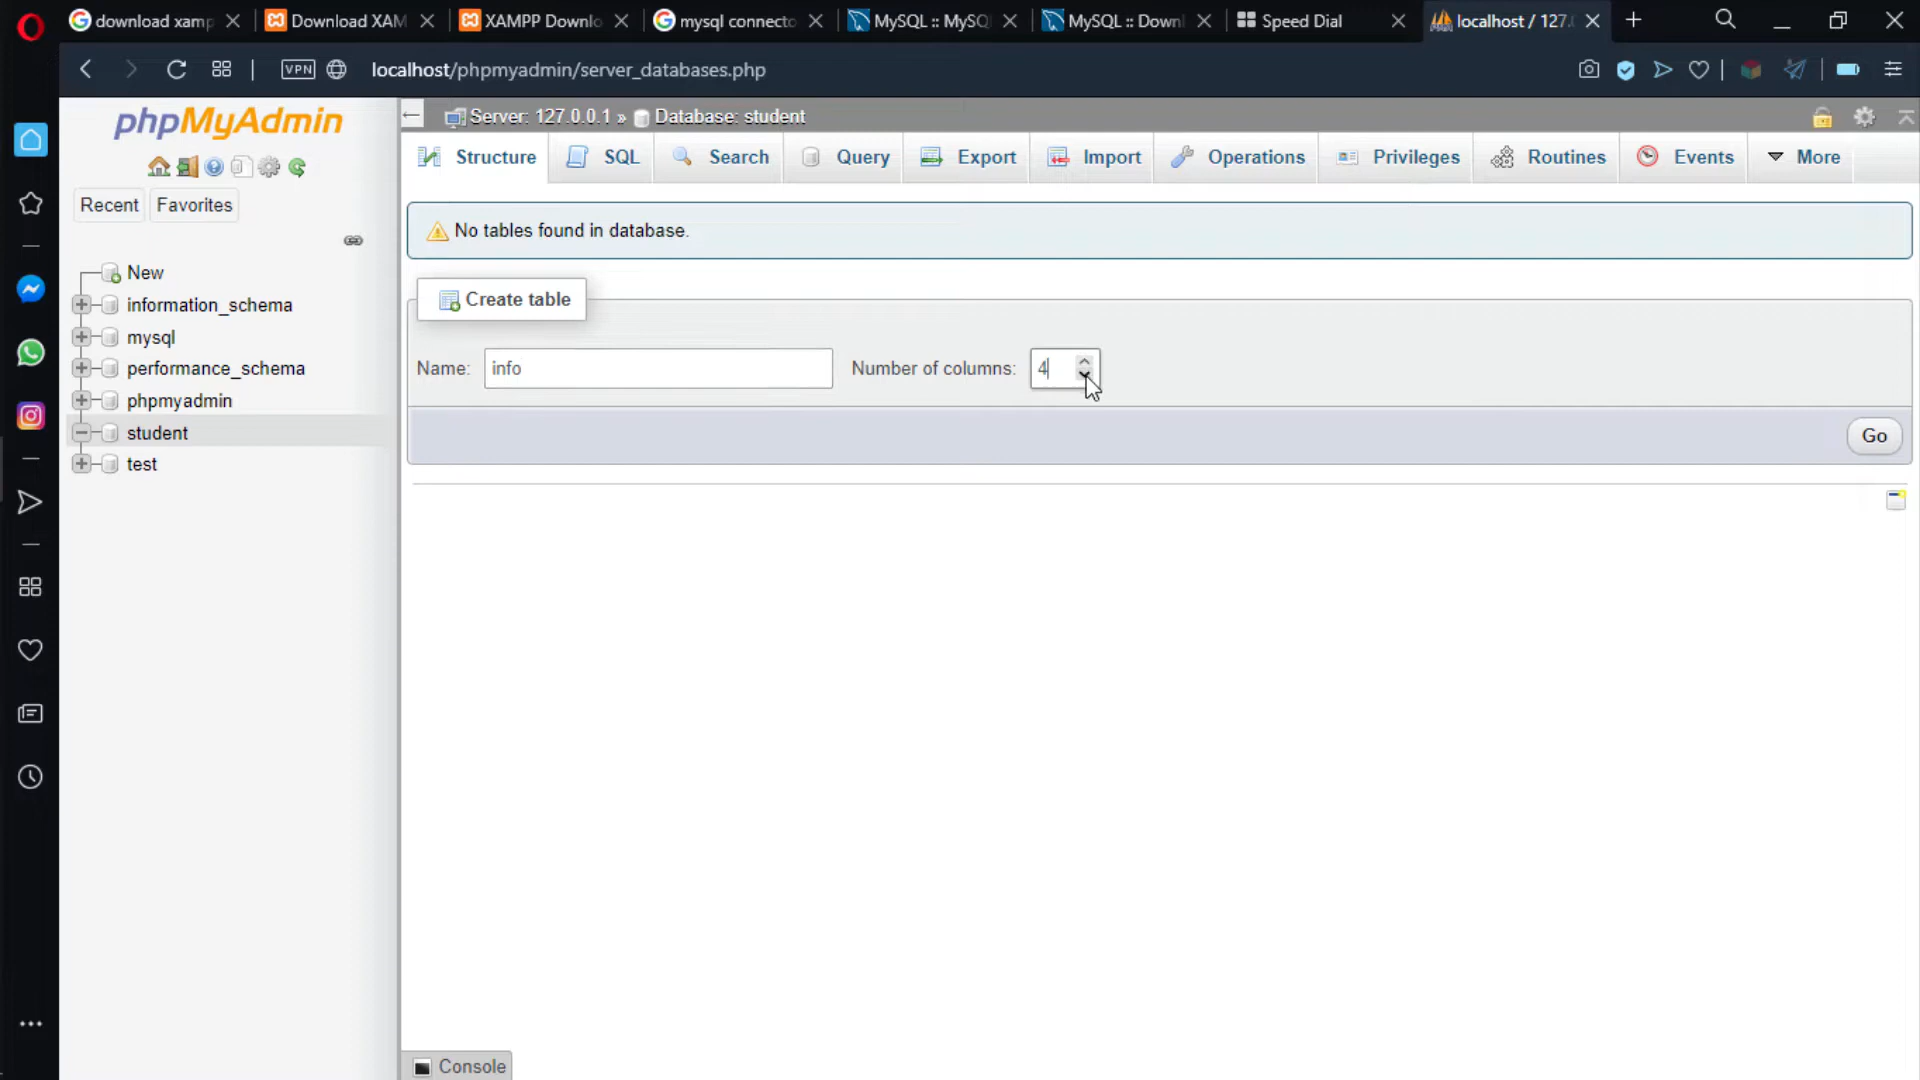 download xamp
Download XAM
XAMPP Downlo
mysql connecto
MySQL :: MySQ
MySQL :: Downl
Speed Dial
localhost / 127.
VPN
localhost/phpmyadmin/server_databases.php
phpMyAdmin
Recent
Favorites
New
information_schema
mysql
performance_schema
phpmyadmin
student
test
Server: 127.0.0.1 » Database: student
Structure
SQL
Search
Query
Export
Import
Operations
Privileges
Routines
Events
More
No tables found in database.
Create table
Name: info
Number of columns: 4
Go
Console